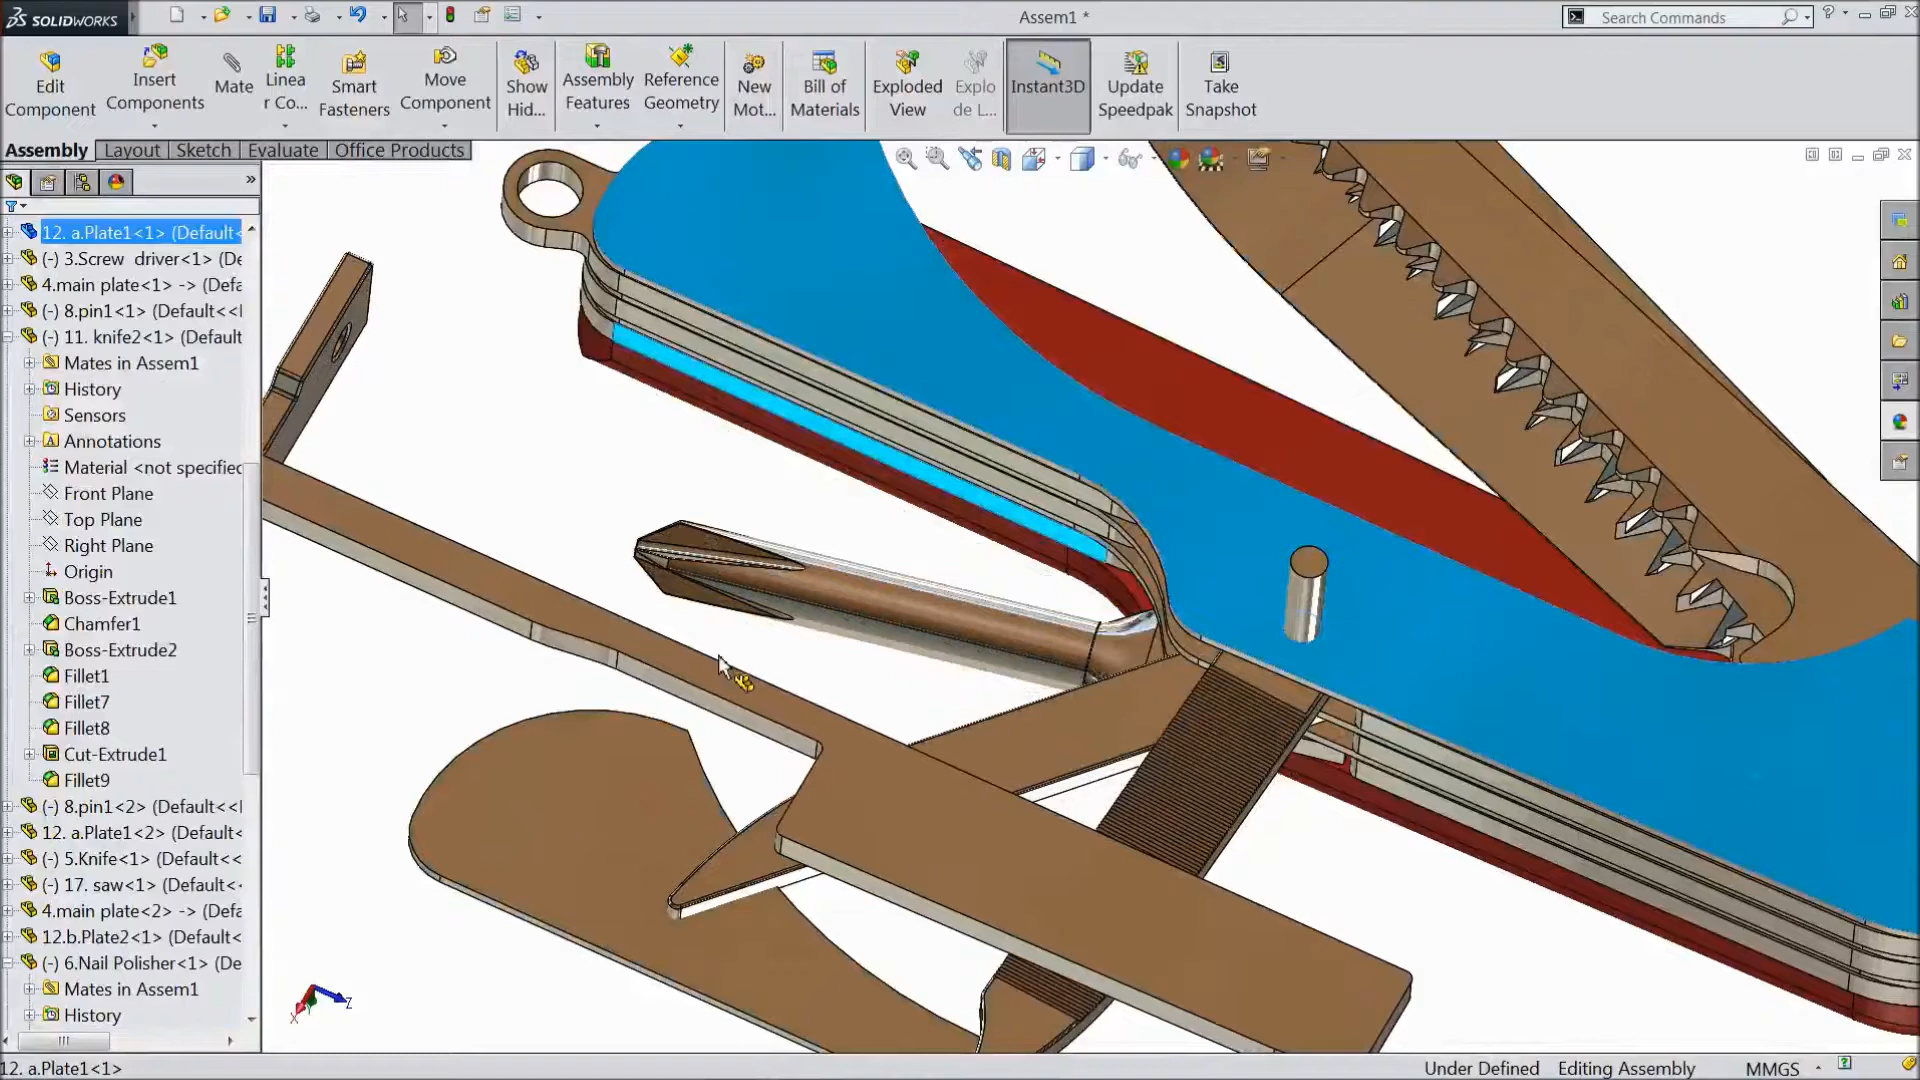 SOLIDWORKS
Assem1 *
Search Commands
Edit Component
Insert Components
Mate
Linea r Co...
Smart Fasteners
Move Component
Show Hid...
Assembly Features
Reference Geometry
New Mot...
Bill of Materials
Exploded View
Explo de L...
Instant3D
Update Speedpak
Take Snapshot
Assembly Layout Sketch Evaluate Office Products
12. a.Plate1<1> (Default<
(-) 3.Screw driver<1> (De
4.main plate<1> -> (Defa
(-) 8.pin1<1> (Default<<
(-) 11. knife2<1> (Default
Mates in Assem1
History
Sensors
Annotations
Material <not specified
Front Plane
Top Plane
Right Plane
Origin
Boss-Extrude1
Chamfer1
Boss-Extrude2
Fillet1
Fillet7
Fillet8
Cut-Extrude1
Fillet9
(-) 8.pin1<2> (Default<<
12. a.Plate1<2> (Default<
(-) 5.Knife<1> (Default<<
(-) 17. saw<1> (Default<
4.main plate<2> -> (Defa
12.b.Plate2<1> (Default<
(-) 6.Nail Polisher<1> (De
Mates in Assem1
History
X
Z
12. a.Plate1<1>
Under Defined Editing Assembly MMGS